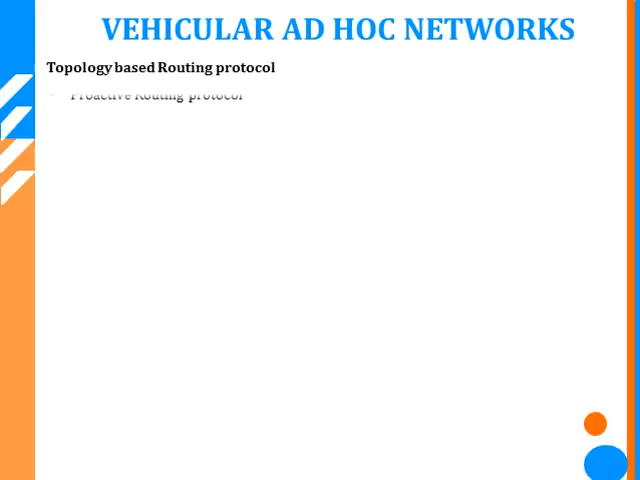 VEHICULAR AD HOC NETWORKS
Topology based Routing protocol
Proactive Routing protocol